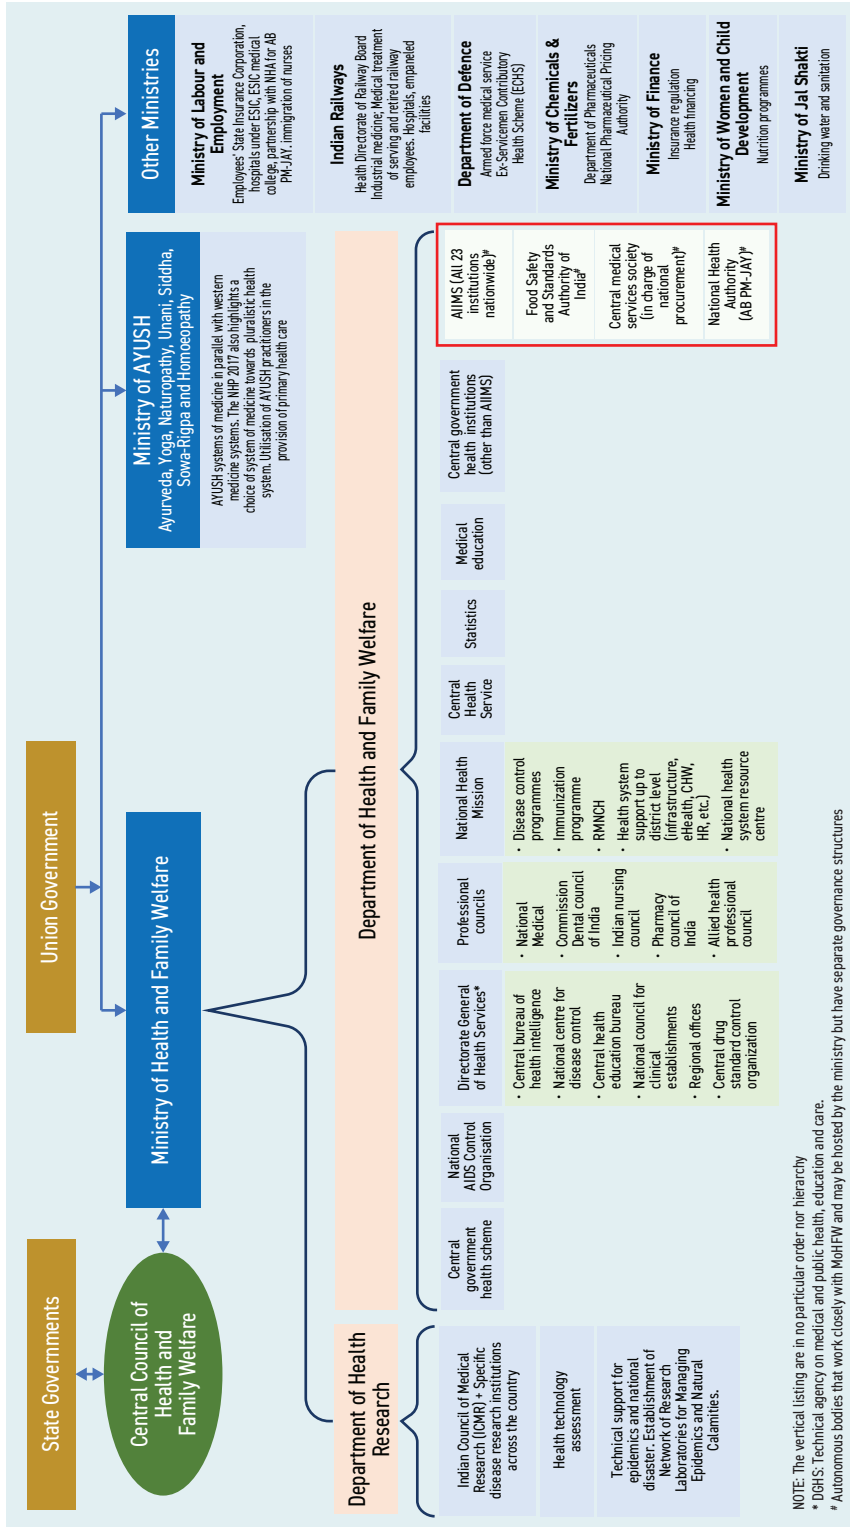 State Governments
Union Government
Central Council of
Health and
Family Welfare
Ministry of Health and Family Welfare
Ministry of AYUSH
Ayurveda, Yoga, Naturopathy, Unani, Siddha,
Sowa-Rigpa and Homoeopathy
AYUSH systems of medicine in parallel with western
medicine systems. The NHP 2017 also highlights a
choice of system of medicine towards pluralistic health
system. Utilisation of AYUSH practitioners in the
provision of primary health care
Other Ministries
Ministry of Labour and
Employment
Employees' State Insurance Corporation,
hospitals under ESIC, ESIC medical
college, partnership with NHA for AB
PM-JAY, immigration of nurses
Indian Railways
Health Directorate of Railway Board
Industrial medicine; Medical treatment
of serving and retired railway
employees. Hospitals, empaneled
facilities
Department of Defence
Armed force medical service
Ex-Servicemen Contributory
Health Scheme (ECHS)
Ministry of Chemicals &
Fertilizers
Department of Pharmaceuticals
National Pharmaceutical Pricing
Authority
Ministry of Finance
Insurance regulation
Health financing
Ministry of Women and Child
Development
Nutrition programmes
Ministry of Jal Shakti
Drinking water and sanitation
Department of Health
Research
Department of Health and Family Welfare
Indian Council of Medical
Research (ICMR) + Specific
disease research institutions
across the country
Health technology
assessment
Technical support for
epidemics and national
disaster. Establishment of
Network of Research
Laboratories for Managing
Epidemics and Natural
Calamities.
Central
government
health scheme
National
AIDS Control
Organisation
Directorate General
of Health Services*
• Central bureau of
health intelligence
• National centre for
disease control
• Central health
education bureau
• National council for
clinical
establishments
• Regional offices
• Central drug
standard control
organization
Professional
councils
• National
Medical
• Commission
Dental council
of India
• Indian nursing
council
• Pharmacy
council of
India
• Allied health
professional
council
National Health
Mission
• Disease control
programmes
• Immunization
programme
• RMNCH
• Health system
support up to
district level
(infrastructure,
eHealth, CHW,
HR, etc.)
• National health
system resource
centre
Central
Health
Service
Statistics
Medical
education
Central government
health institutions
(other than AIIMS)
AIIMS (All 23
institutions
nationwide)#
Food Safety
and Standards
Authority of
India#
Central medical
services society
(in charge of
national
procurement)#
National Health
Authority
(AB PM-JAY)#
NOTE: The vertical listing are in no particular order nor hierarchy
* DGHS: Technical agency on medical and public health, education and care.
# Autonomous bodies that work closely with MoHFW and may be hosted by the ministry but have separate governance structures